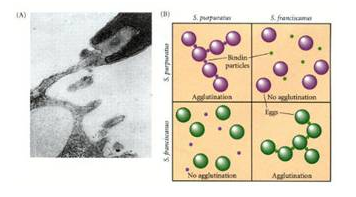 (A)
(B)
S. purpuratus
S. franciscanus
S. purpuratus
Bindin
particles
Agglutination
No agglutination
S. franciscanus
Eggs
No agglutination
Agglutination